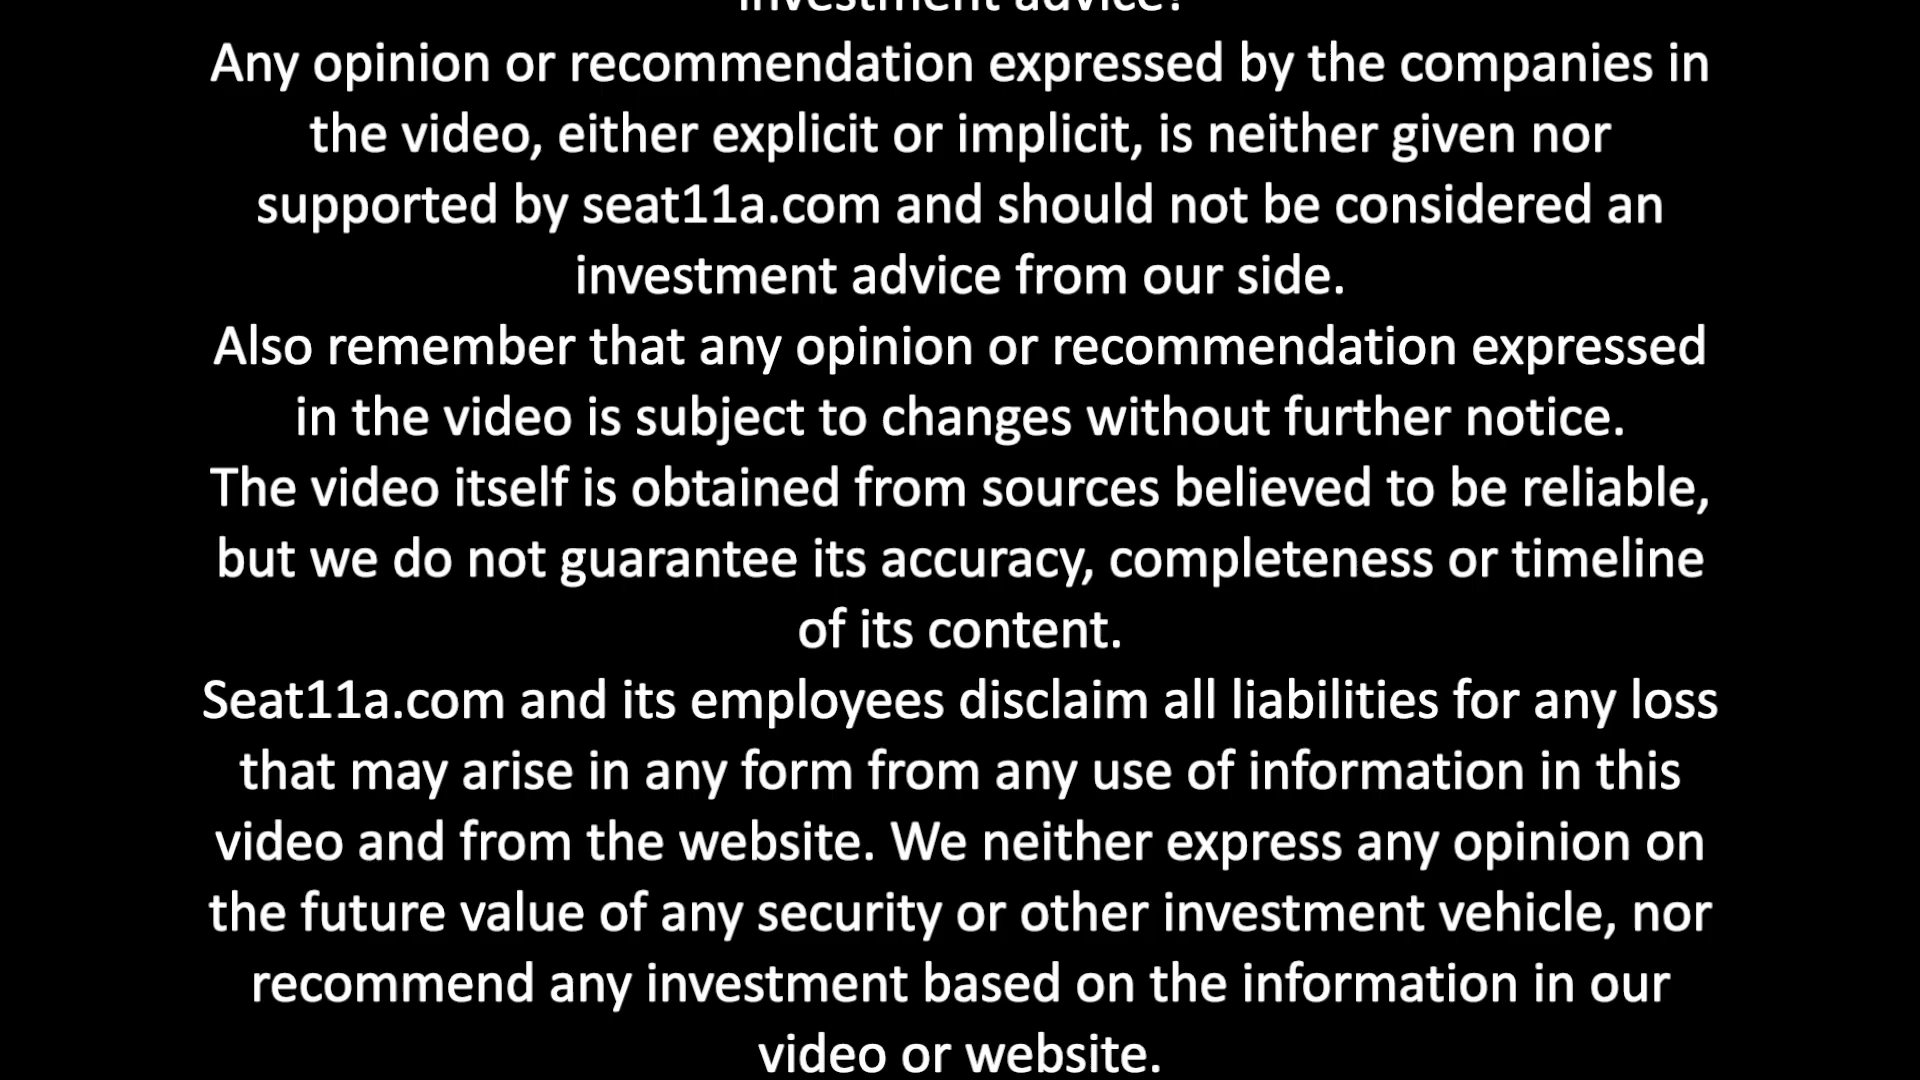 investment advice!
Any opinion or recommendation expressed by the companies in
the video, either explicit or implicit, is neither given nor
supported by seat11a.com and should not be considered an
investment advice from our side.
Also remember that any opinion or recommendation expressed
in the video is subject to changes without further notice.
The video itself is obtained from sources believed to be reliable,
but we do not guarantee its accuracy, completeness or timeline
of its content.
Seat11a.com and its employees disclaim all liabilities for any loss
that may arise in any form from any use of information in this
video and from the website. We neither express any opinion on
the future value of any security or other investment vehicle, nor
recommend any investment based on the information in our
video or website.